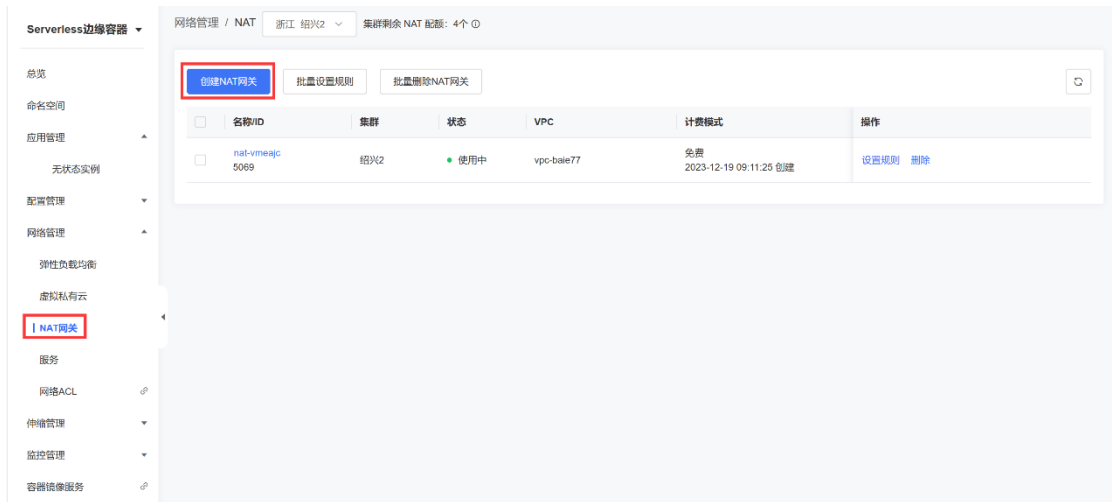 Serverless边缘容器
网络管理 / NAT 浙江 绍兴2 集群剩余 NAT 配额：4个
总览
命名空间
应用管理
无状态实例
配置管理
网络管理
弹性负载均衡
虚拟私有云
NAT网关
服务
网络ACL
伸缩管理
监控管理
容器镜像服务
创建NAT网关 批量设置规则 批量删除NAT网关
名称/ID 集群 状态 VPC 计费模式 操作
nat-vmeajc 绍兴2 使用中 vpc-baie77 免费 设置规则 删除
5069 2023-12-19 09:11:25 创建